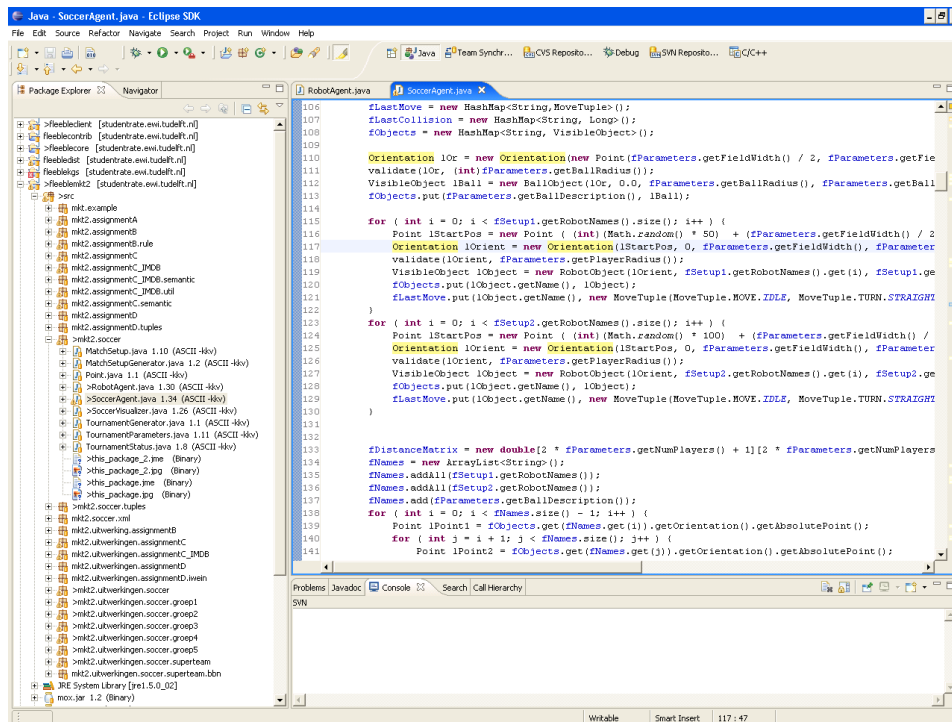 Java - SoccerAgent.java - Eclipse SDK
File Edit Source Refactor Navigate Search Project Run Window Help
Java Team Synchr... CVS Reposito... Debug SVN Reposito... C/C++
Package Explorer Navigator
>fleebleclient [studentrate.ewi.tudelft.nl]
fleeblecontrib [studentrate.ewi.tudelft.nl]
>fleeblecore [studentrate.ewi.tudelft.nl]
fleebledist [studentrate.ewi.tudelft.nl]
fleeblekgs [studentrate.ewi.tudelft.nl]
>fleeblemkt2 [studentrate.ewi.tudelft.nl]
>src
mkt.example
mkt2.assignmentA
mkt2.assignmentB
mkt2.assignmentB.rule
mkt2.assignmentC
mkt2.assignmentC_IMDB
mkt2.assignmentC_IMDB.semantic
mkt2.assignmentC_IMDB.util
mkt2.assignmentC.semantic
mkt2.assignmentD
mkt2.assignmentD.tuples
>mkt2.soccer
MatchSetup.java 1.10 (ASCII -kkv)
MatchSetupGenerator.java 1.2 (ASCII -kkv)
Point.java 1.1 (ASCII -kkv)
>RobotAgent.java 1.30 (ASCII -kkv)
>SoccerAgent.java 1.34 (ASCII -kkv)
>SoccerVisualizer.java 1.26 (ASCII -kkv)
TournamentGenerator.java 1.1 (ASCII -kkv)
TournamentParameters.java 1.11 (ASCII -kkv)
TournamentStatus.java 1.8 (ASCII -kkv)
>this_package_2.jme (Binary)
>this_package_2.jpg (Binary)
>this_package.jme (Binary)
>this_package.jpg (Binary)
>mkt2.soccer.tuples
mkt2.soccer.xml
mkt2.uitwerking.assignmentB
mkt2.uitwerkingen.assignmentC
mkt2.uitwerkingen.assignmentC_IMDB
mkt2.uitwerkingen.assignmentD
mkt2.uitwerkingen.assignmentD.iwein
>mkt2.uitwerkingen.soccer
>mkt2.uitwerkingen.soccer.groep1
>mkt2.uitwerkingen.soccer.groep2
>mkt2.uitwerkingen.soccer.groep3
>mkt2.uitwerkingen.soccer.groep4
>mkt2.uitwerkingen.soccer.groep5
>mkt2.uitwerkingen.soccer.superteam
>mkt2.uitwerkingen.soccer.superteam.bbn
JRE System Library [jre1.5.0_02]
mox.jar 1.2 (Binary)
RobotAgent.java SoccerAgent.java
106 fLastMove = new HashMap<String,MoveTuple>();
107 fLastCollision = new HashMap<String, Long>();
108 fObjects = new HashMap<String, VisibleObject>();
109
110 Orientation lOr = new Orientation(new Point(fParameters.getFieldWidth() / 2, fParameters.getFie
111 validate(lOr, (int)fParameters.getBallRadius());
112 VisibleObject lBall = new BallObject(lOr, 0.0, fParameters.getBallRadius(), fParameters.getBall
113 fObjects.put(fParameters.getBallDescription(), lBall);
114
115 for ( int i = 0; i < fSetup1.getRobotNames().size(); i++ ) {
116 Point lStartPos = new Point ( (int)(Math.random() * 50) + (fParameters.getFieldWidth() / 2
117 Orientation lOrient = new Orientation(lStartPos, 0, fParameters.getFieldWidth(), fParameter
118 validate(lOrient, fParameters.getPlayerRadius());
119 VisibleObject lObject = new RobotObject(lOrient, fSetup1.getRobotNames().get(i), fSetup1.ge
120 fObjects.put(lObject.getName(), lObject);
121 fLastMove.put(lObject.getName(), new MoveTuple(MoveTuple.MOVE.IDLE, MoveTuple.TURN.STRAIGHT
122 }
123 for ( int i = 0; i < fSetup2.getRobotNames().size(); i++ ) {
124 Point lStartPos = new Point ( (int)(Math.random() * 100) + (fParameters.getFieldWidth() /
125 Orientation lOrient = new Orientation(lStartPos, 0, fParameters.getFieldWidth(), fParameter
126 validate(lOrient, fParameters.getPlayerRadius());
127 VisibleObject lObject = new RobotObject(lOrient, fSetup2.getRobotNames().get(i), fSetup2.ge
128 fObjects.put(lObject.getName(), lObject);
129 fLastMove.put(lObject.getName(), new MoveTuple(MoveTuple.MOVE.IDLE, MoveTuple.TURN.STRAIGHT
130 }
131
132
133 fDistanceMatrix = new double[2 * fParameters.getNumPlayers() + 1][2 * fParameters.getNumPlayers
134 fNames = new ArrayList<String>();
135 fNames.addAll(fSetup1.getRobotNames());
136 fNames.addAll(fSetup2.getRobotNames());
137 fNames.add(fParameters.getBallDescription());
138 for ( int i = 0; i < fNames.size() - 1; i++ ) {
139 Point lPoint1 = fObjects.get(fNames.get(i)).getOrientation().getAbsolutePoint();
140 for ( int j = i + 1; j < fNames.size(); j++ ) {
141 Point lPoint2 = fObjects.get(fNames.get(j)).getOrientation().getAbsolutePoint();
Problems Javadoc Console Search Call Hierarchy
SVN
Writable Smart Insert 117 : 47